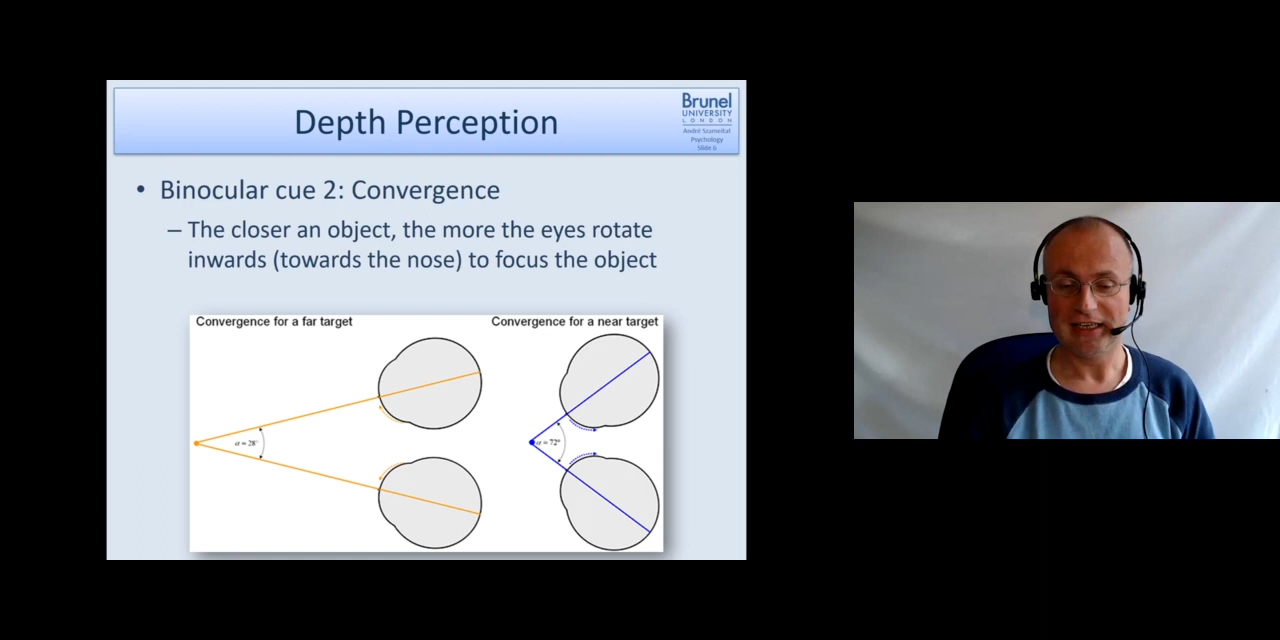 Depth Perception
Brunel
UNIVERSITY
LONDON
André Szameitat
Psychology
Slide 6
• Binocular cue 2: Convergence
– The closer an object, the more the eyes rotate
inwards (towards the nose) to focus the object
Convergence for a far target
Convergence for a near target
α = 28°
α = 72°